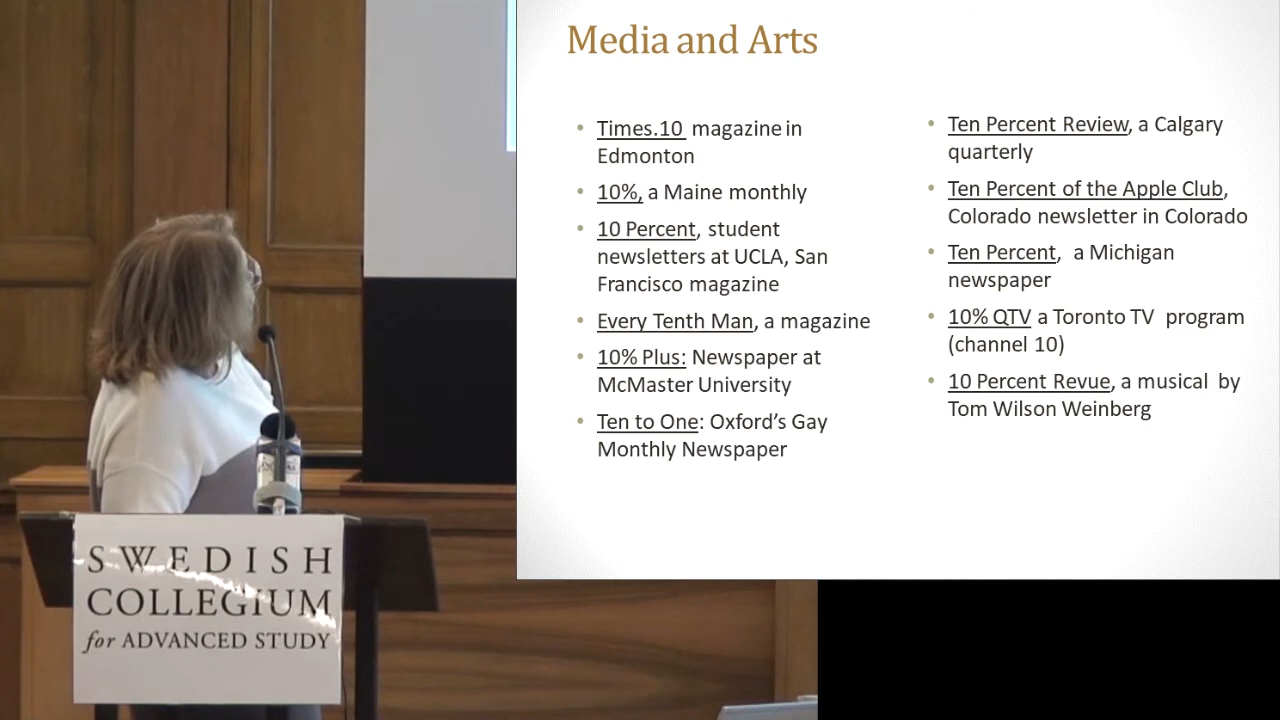 Media and Arts
Times.10 magazine in
Edmonton
10%, a Maine monthly
10 Percent, student
newsletters at UCLA, San
Francisco magazine
Every Tenth Man, a magazine
10% Plus: Newspaper at
McMaster University
Ten to One: Oxford’s Gay
Monthly Newspaper
Ten Percent Review, a Calgary
quarterly
Ten Percent of the Apple Club,
Colorado newsletter in Colorado
Ten Percent, a Michigan
newspaper
10% QTV a Toronto TV program
(channel 10)
10 Percent Revue, a musical by
Tom Wilson Weinberg
SWEDISH
COLLEGIUM
for ADVANCED STUDY